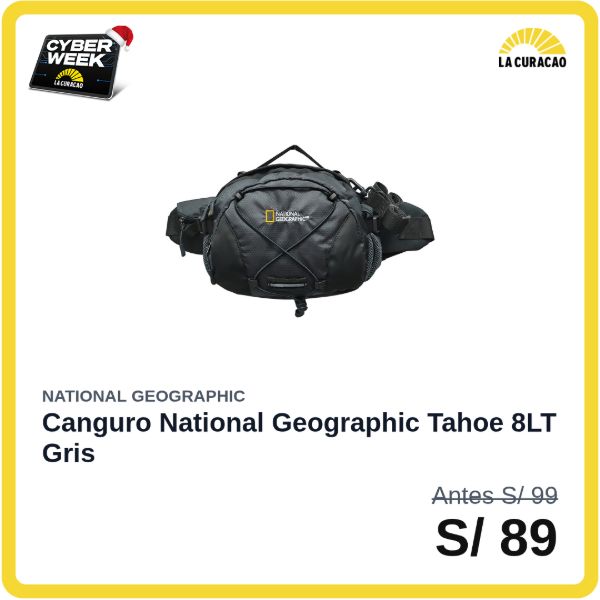 CYBER
WEEK
LA CURACAO
LA CURACAO
NATIONAL
GEOGRAPHIC
NATIONAL GEOGRAPHIC
Canguro National Geographic Tahoe 8LT
Gris
Antes S/ 99
S/ 89